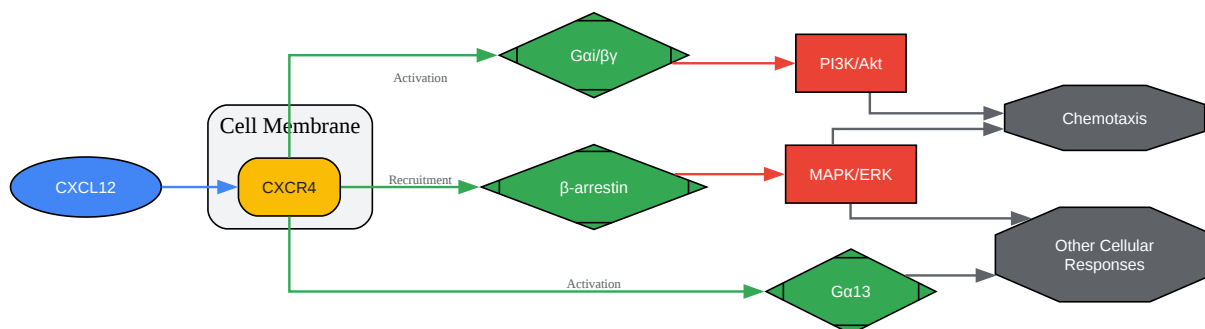 Gαi/βγ
PI3K/Akt
Activation
Chemotaxis
Cell Membrane
CXCL12
CXCR4
Recruitment
β-arrestin
MAPK/ERK
Other Cellular
Responses
Activation
Gα13